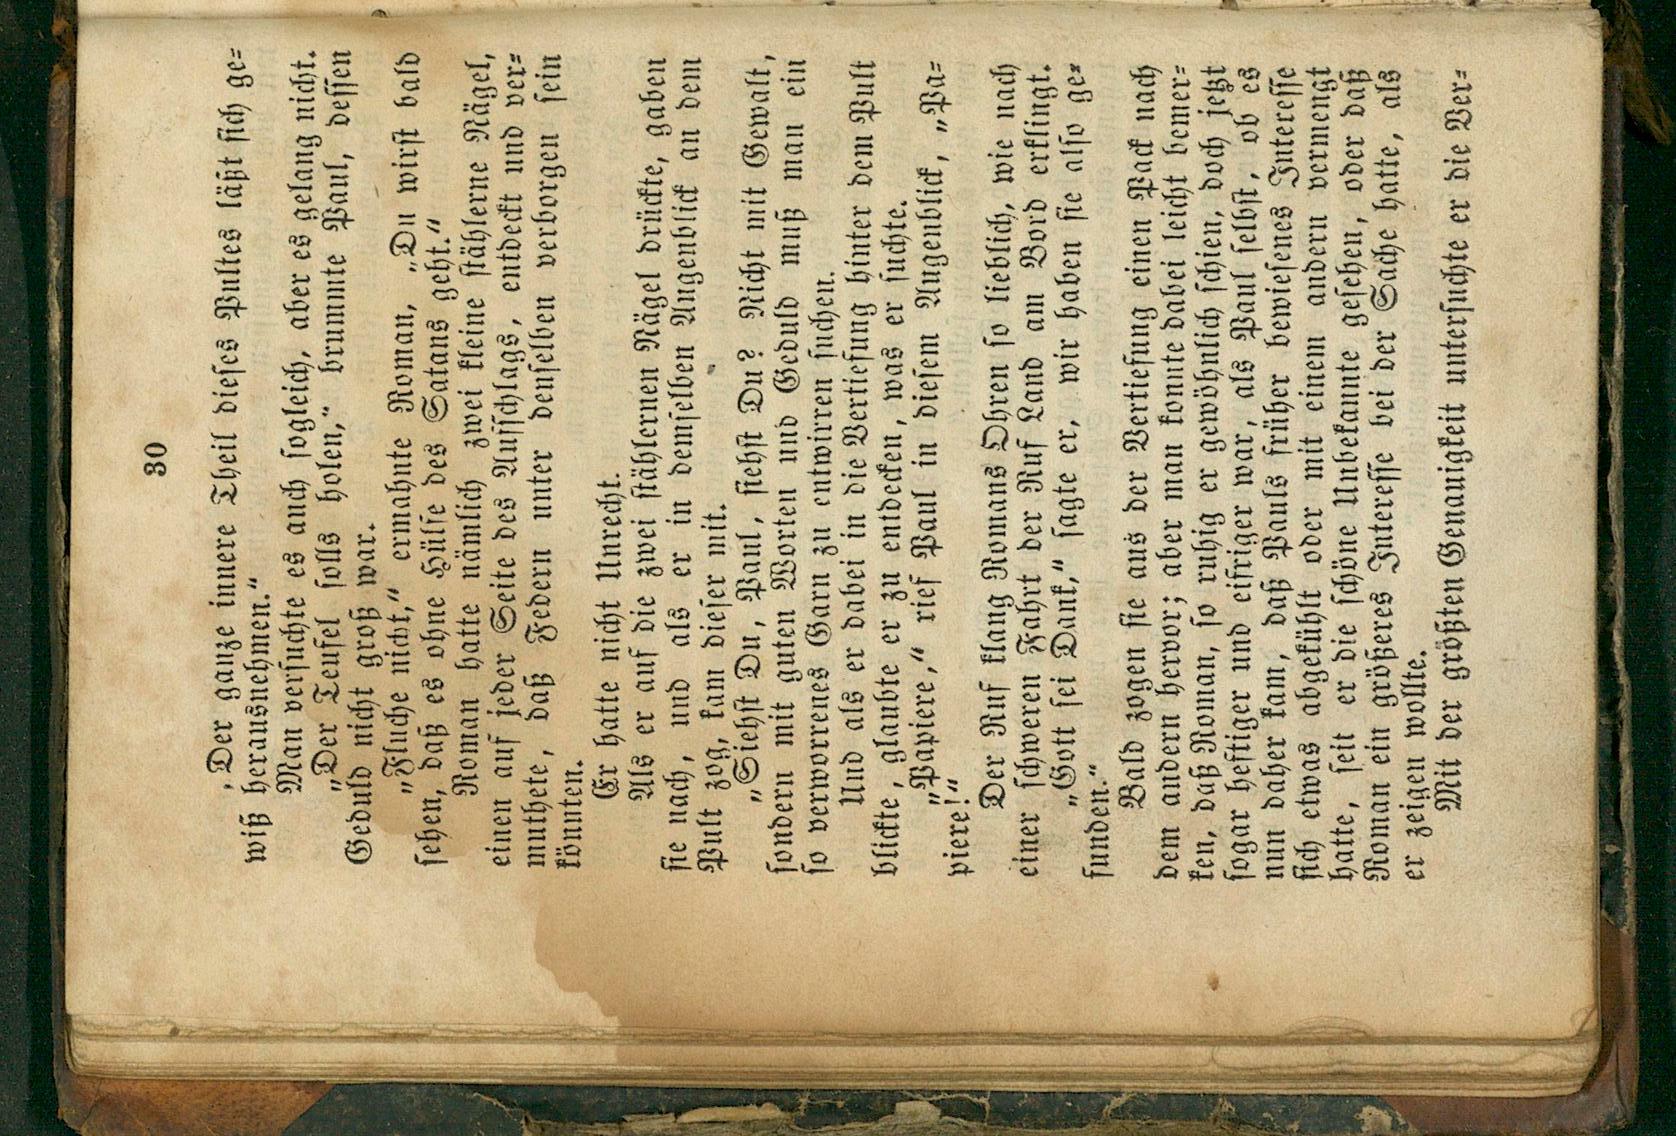 30
„Der ganze innere Theil dieses Pultes läßt sich ge-
wiß herausnehmen.“
Man versuchte es auch sogleich, aber es gelang nicht.
„Der Teufel solls holen,“ brummte Paul, dessen
Geduld nicht groß war.
„Fluche nicht,“ ermahnte Roman, „Du wirst bald
sehen, daß es ohne Hülfe des Satans geht.“
Roman hatte nämlich zwei kleine stählerne Nägel,
einen auf jeder Seite des Aufschlags, entdeckt und ver-
muthete, daß Federn unter denselben verborgen sein
könnten.
Er hatte nicht Unrecht.
Als er auf die zwei stählernen Nägel drückte, gaben
sie nach, und als er in demselben Augenblick an dem
Pult zog, kam dieser mit.
„Siehst Du, Paul, siehst Du? Nicht mit Gewalt,
sondern mit guten Worten und Geduld muß man ein
so verworrenes Garn zu entwirren suchen.
Und als er dabei in die Vertiefung hinter dem Pult
blickte, glaubte er zu entdecken, was er suchte.
„Papiere,“ rief Paul in diesem Augenblick, „Pa-
piere!“
Der Ruf klang Romans Ohren so lieblich, wie nach
einer schweren Fahrt der Ruf Land am Bord erklingt.
„Gott sei Dank,“ sagte er, wir haben sie also ge-
funden.“
Bald zogen sie aus der Vertiefung einen Pack nach
dem andern hervor; aber man konnte dabei leicht bemer-
ken, daß Roman, so ruhig er gewöhnlich schien, doch jetzt
sogar heftiger und eifriger war, als Paul selbst, ob es
nun daher kam, daß Pauls früher bewiesenes Interesse
sich etwas abgekühlt oder mit einem andern vermengt
hatte, seit er die schöne Unbekannte gesehen, oder daß
Roman ein größeres Interesse bei der Sache hatte, als
er zeigen wollte.
Mit der größten Genauigkeit untersuchte er die Ver-